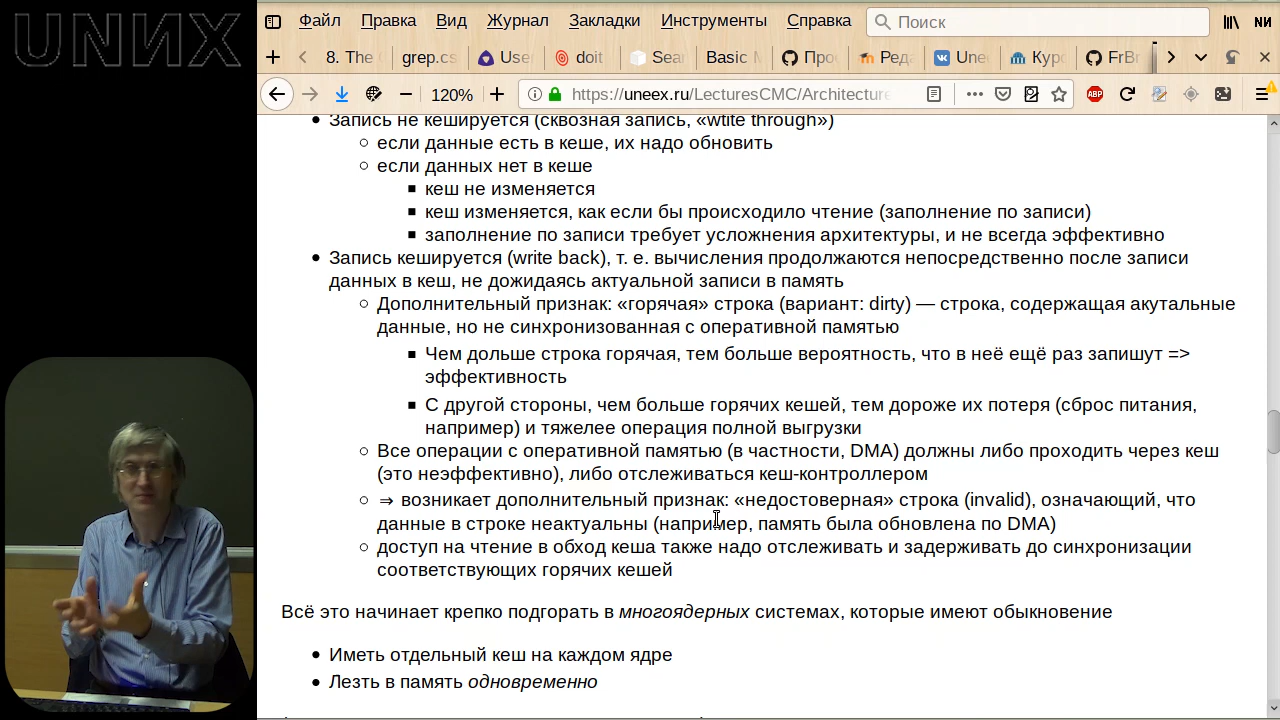 UNИX
Файл Правка Вид Журнал Закладки Инструменты Справка Поиск
8. The grep.cs Use doit Sear Basic M Про Реда Une Кур FrBr
120% https://uneex.ru/LecturesCMC/Architecture ABP
Запись не кешируется (сквозная запись, «wtite through»)
если данные есть в кеше, их надо обновить
если данных нет в кеше
кеш не изменяется
кеш изменяется, как если бы происходило чтение (заполнение по записи)
заполнение по записи требует усложнения архитектуры, и не всегда эффективно
Запись кешируется (write back), т. е. вычисления продолжаются непосредственно после записи
данных в кеш, не дожидаясь актуальной записи в память
Дополнительный признак: «горячая» строка (вариант: dirty) — строка, содержащая акутальные
данные, но не синхронизованная с оперативной памятью
Чем дольше строка горячая, тем больше вероятность, что в неё ещё раз запишут =>
эффективность
С другой стороны, чем больше горячих кешей, тем дороже их потеря (сброс питания,
например) и тяжелее операция полной выгрузки
Все операции с оперативной памятью (в частности, DMA) должны либо проходить через кеш
(это неэффективно), либо отслеживаться кеш-контроллером
⇒ возникает дополнительный признак: «недостоверная» строка (invalid), означающий, что
данные в строке неактуальны (например, память была обновлена по DMA)
доступ на чтение в обход кеша также надо отслеживать и задерживать до синхронизации
соответствующих горячих кешей
Всё это начинает крепко подгорать в многоядерных системах, которые имеют обыкновение
Иметь отдельный кеш на каждом ядре
Лезть в память одновременно